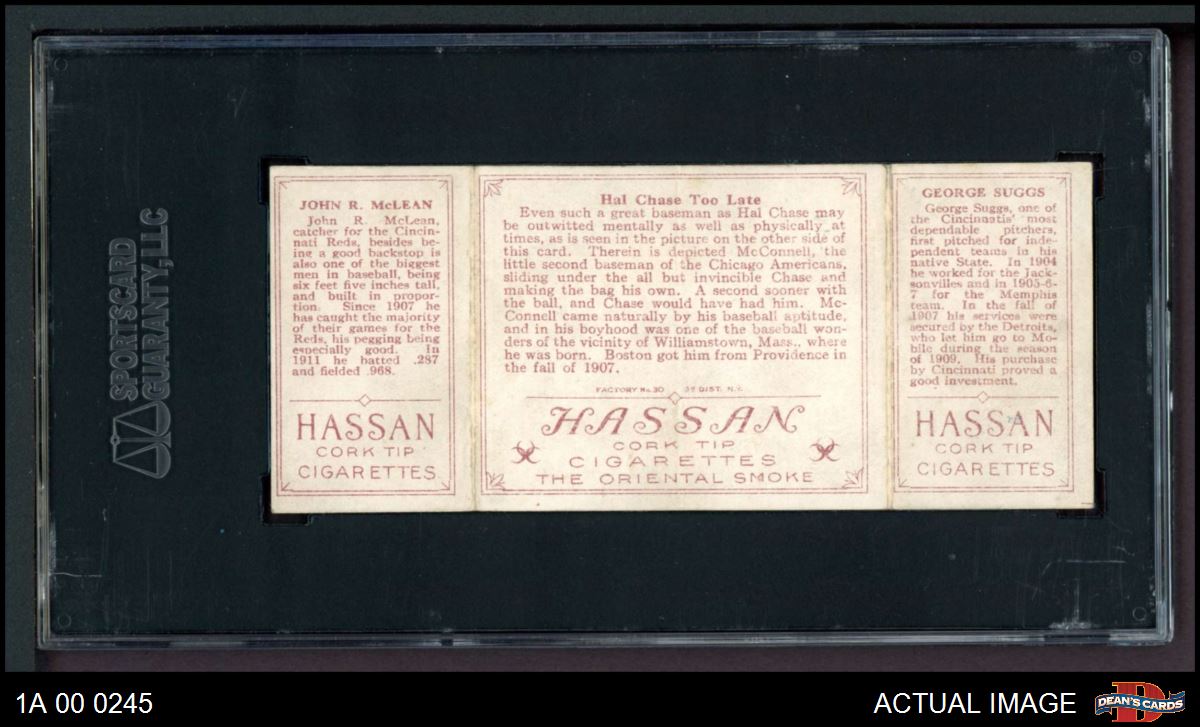 SPORTSCARD
GUARANTY, LLC
JOHN R. McLEAN
John R. McLean,
catcher for the Cincin-
nati Reds, besides be-
ing a good backstop is
also one of the biggest
men in baseball, being
six feet five inches tall,
and built in propor-
tion. Since 1907 he
has caught the majority
of their games for the
Reds, his pegging being
especially good. In
1911 he batted .287
and fielded .968.
HASSAN
CORK TIP
CIGARETTES
Hal Chase Too Late
Even such a great baseman as Hal Chase may
be outwitted mentally as well as physically at
times, as is seen in the picture on the other side of
this card. Therein is depicted McConnell, the
little second baseman of the Chicago Americans,
sliding under the all but invincible Chase and
making the bag his own. A second sooner with
the ball, and Chase would have had him. Mc-
Connell came naturally by his baseball aptitude,
and in his boyhood was one of the baseball won-
ders of the vicinity of Williamstown, Mass., where
he was born. Boston got him from Providence in
the fall of 1907.
FACTORY No. 30 3D DIST. N.Y.
HASSAN
CORK TIP
CIGARETTES
THE ORIENTAL SMOKE
GEORGE SUGGS
George Suggs, one of
the Cincinnatis' most
dependable pitchers,
first pitched for inde-
pendent teams in his
native State. In 1904
he worked for the Jack-
sonvilles and in 1905-6-
7 for the Memphis
team. In the fall of
1907 his services were
secured by the Detroits,
who let him go to Mo-
bile during the season
of 1909. His purchase
by Cincinnati proved a
good investment.
HASSAN
CORK TIP
CIGARETTES
1A 00 0245
ACTUAL IMAGE
DEAN'S CARDS